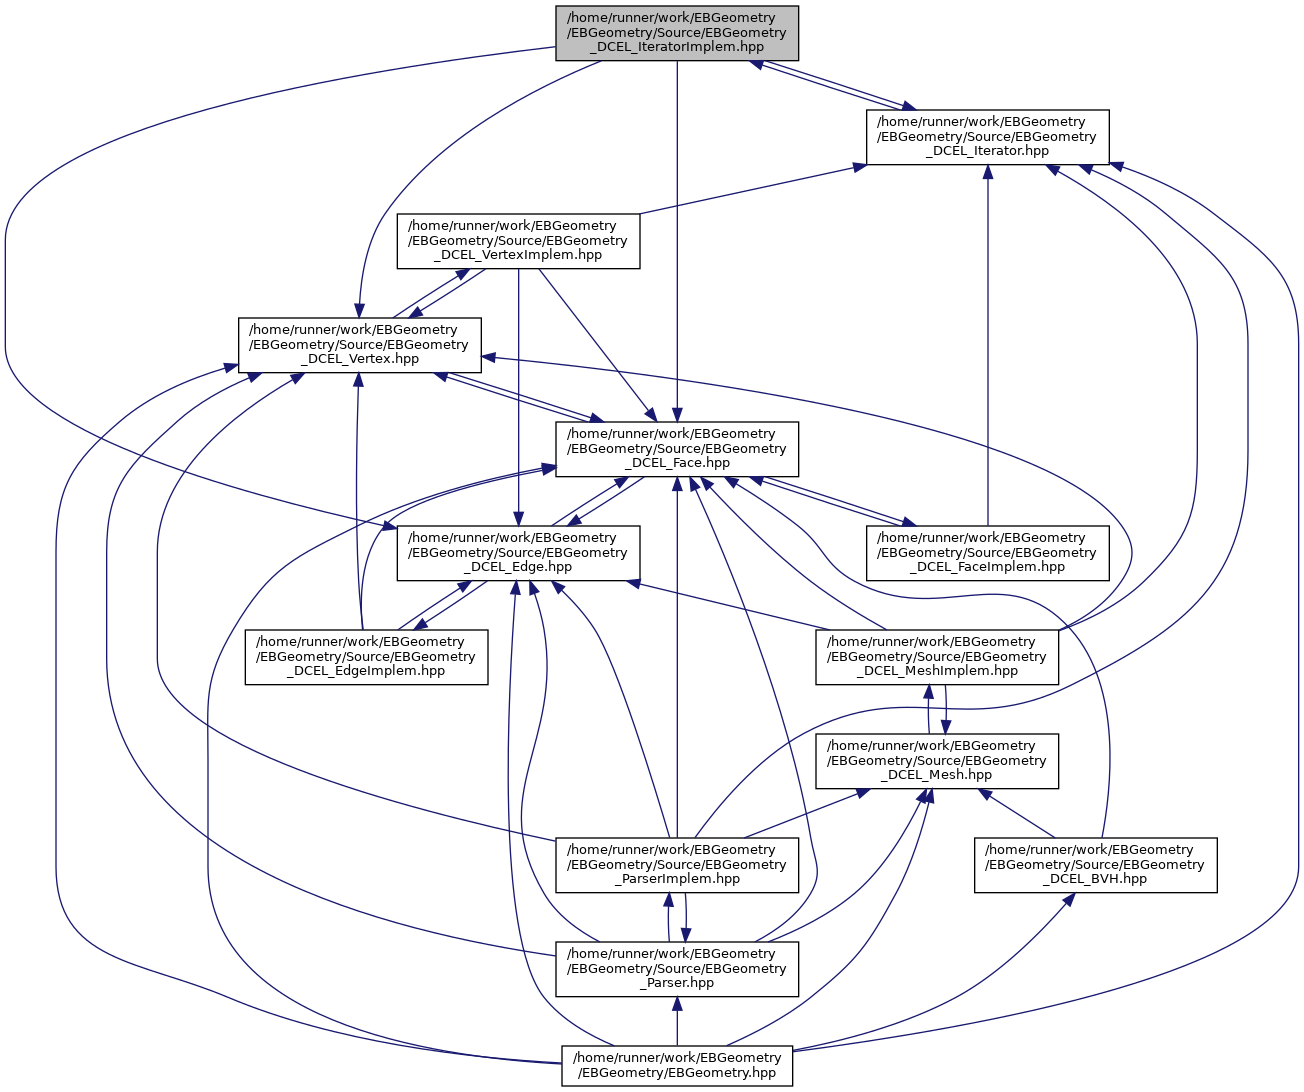 /home/runner/work/EBGeometry
/EBGeometry/Source/EBGeometry
_DCEL_IteratorImplem.hpp
/home/runner/work/EBGeometry
/EBGeometry/Source/EBGeometry
_DCEL_Iterator.hpp
/home/runner/work/EBGeometry
/EBGeometry/Source/EBGeometry
_DCEL_VertexImplem.hpp
/home/runner/work/EBGeometry
/EBGeometry/Source/EBGeometry
_DCEL_Vertex.hpp
/home/runner/work/EBGeometry
/EBGeometry/Source/EBGeometry
_DCEL_Face.hpp
/home/runner/work/EBGeometry
/EBGeometry/Source/EBGeometry
_DCEL_Edge.hpp
/home/runner/work/EBGeometry
/EBGeometry/Source/EBGeometry
_DCEL_FaceImplem.hpp
/home/runner/work/EBGeometry
/EBGeometry/Source/EBGeometry
_DCEL_EdgeImplem.hpp
/home/runner/work/EBGeometry
/EBGeometry/Source/EBGeometry
_DCEL_MeshImplem.hpp
/home/runner/work/EBGeometry
/EBGeometry/Source/EBGeometry
_DCEL_Mesh.hpp
/home/runner/work/EBGeometry
/EBGeometry/Source/EBGeometry
_ParserImplem.hpp
/home/runner/work/EBGeometry
/EBGeometry/Source/EBGeometry
_DCEL_BVH.hpp
/home/runner/work/EBGeometry
/EBGeometry/Source/EBGeometry
_Parser.hpp
/home/runner/work/EBGeometry
/EBGeometry/EBGeometry.hpp